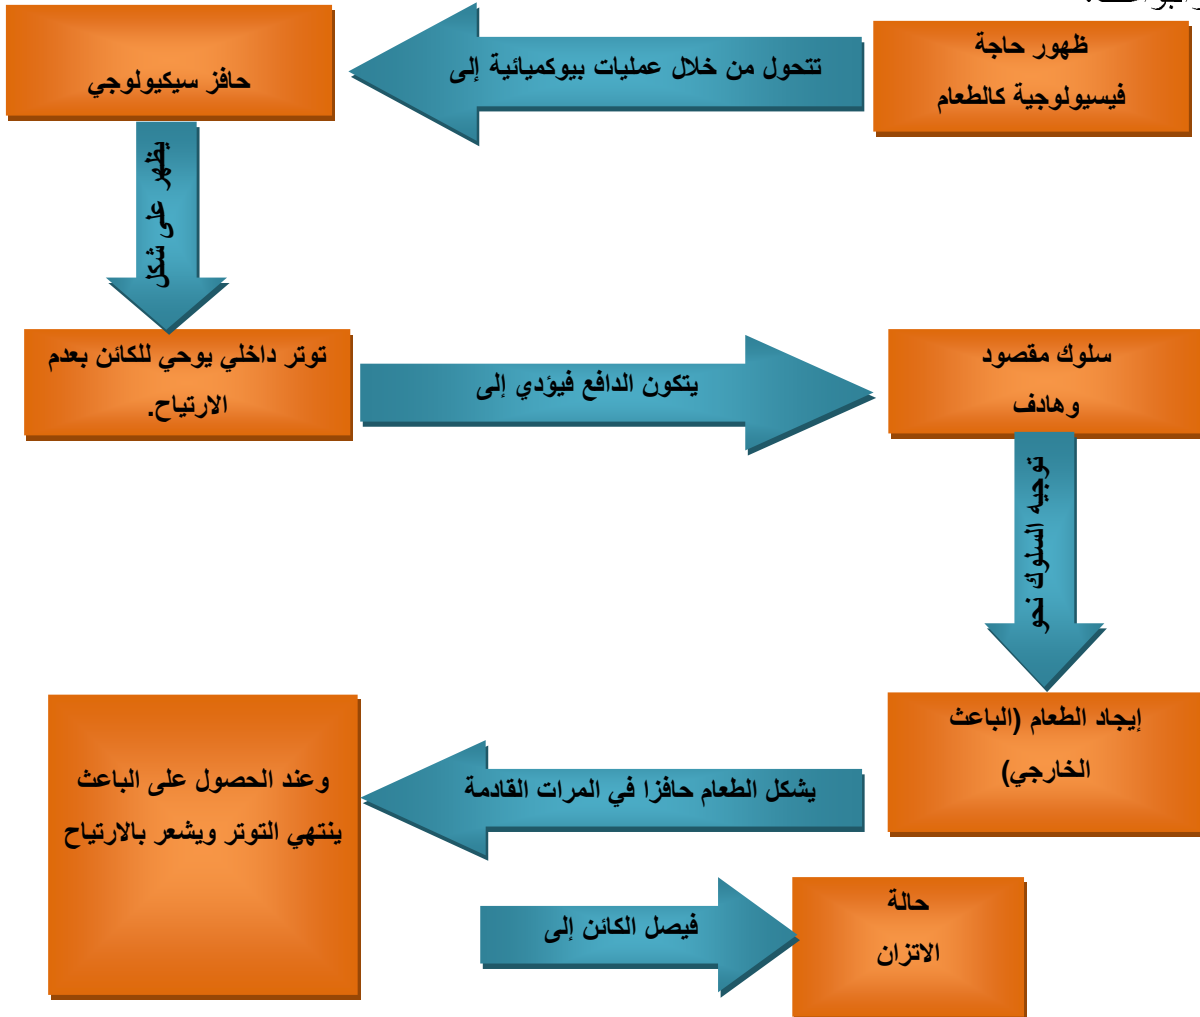 ظهور حاجة
فيسيولوجية كالطعام
تتحول من خلال عمليات بيوكميائية إلى
حافز سيكيولوجي
يظهر على شكل
توتر داخلي يوحي للكائن بعدم
الارتياح.
يتكون الدافع فيؤدي إلى
سلوك مقصود
وهادف
توجيه السلوك نحو
إيجاد الطعام (الباعث
الخارجي)
يشكل الطعام حافزا في المرات القادمة
وعند الحصول على الباعث
ينتهي التوتر ويشعر بالارتياح
فيصل الكائن إلى
حالة
الاتزان